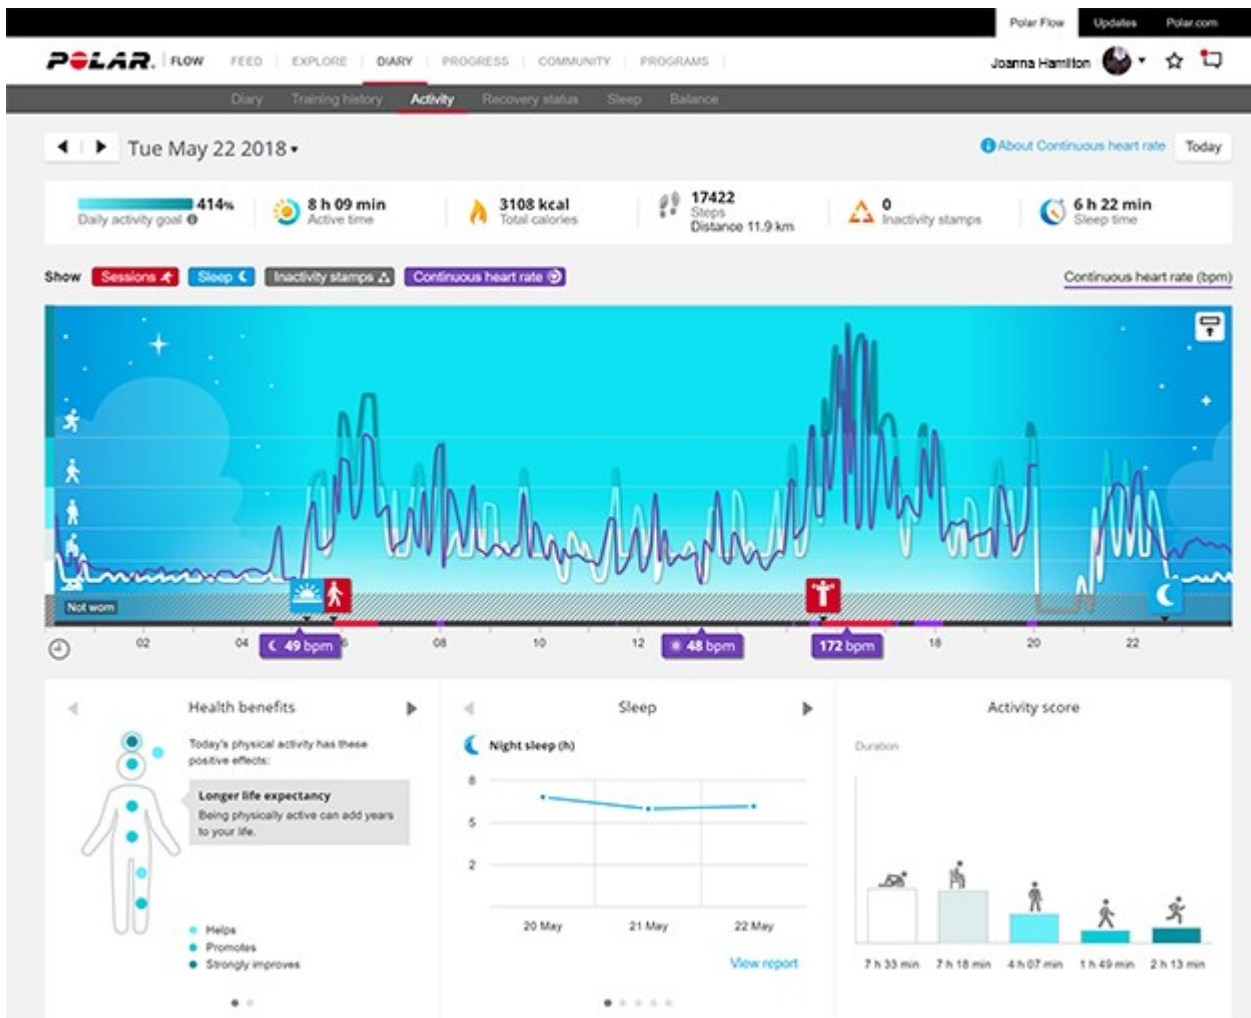 Polar Flow Updates Polar.com
POLAR. FLOW FEED EXPLORE DIARY PROGRESS COMMUNITY PROGRAMS Joanna Hamilton
Diary Training history Activity Recovery status Sleep Balance
Tue May 22 2018 About Continuous heart rate Today
414%
Daily activity goal
8 h 09 min
Active time
3108 kcal
Total calories
17422
Steps
Distance 11.9 km
0
Inactivity stamps
6 h 22 min
Sleep time
Show Sessions Sleep Inactivity stamps Continuous heart rate Continuous heart rate (bpm)
Not worn
02 04 08 10 12 18 20 22
49 bpm 48 bpm 172 bpm
Health benefits
Today's physical activity has these
positive effects:
Longer life expectancy
Being physically active can add years
to your life.
Helps
Promotes
Strongly improves
Sleep
Night sleep (h)
8
5
2
20 May 21 May 22 May
View report
Activity score
Duration
7 h 33 min 7 h 18 min 4 h 07 min 1 h 49 min 2 h 13 min